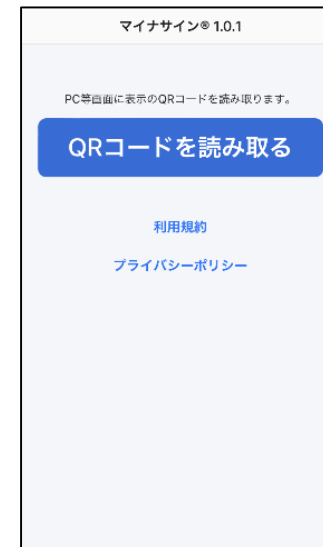 マイナサイン® 1.0.1
PC等画面に表示のQRコードを読み取ります。
QRコードを読み取る
利用規約
プライバシーポリシー